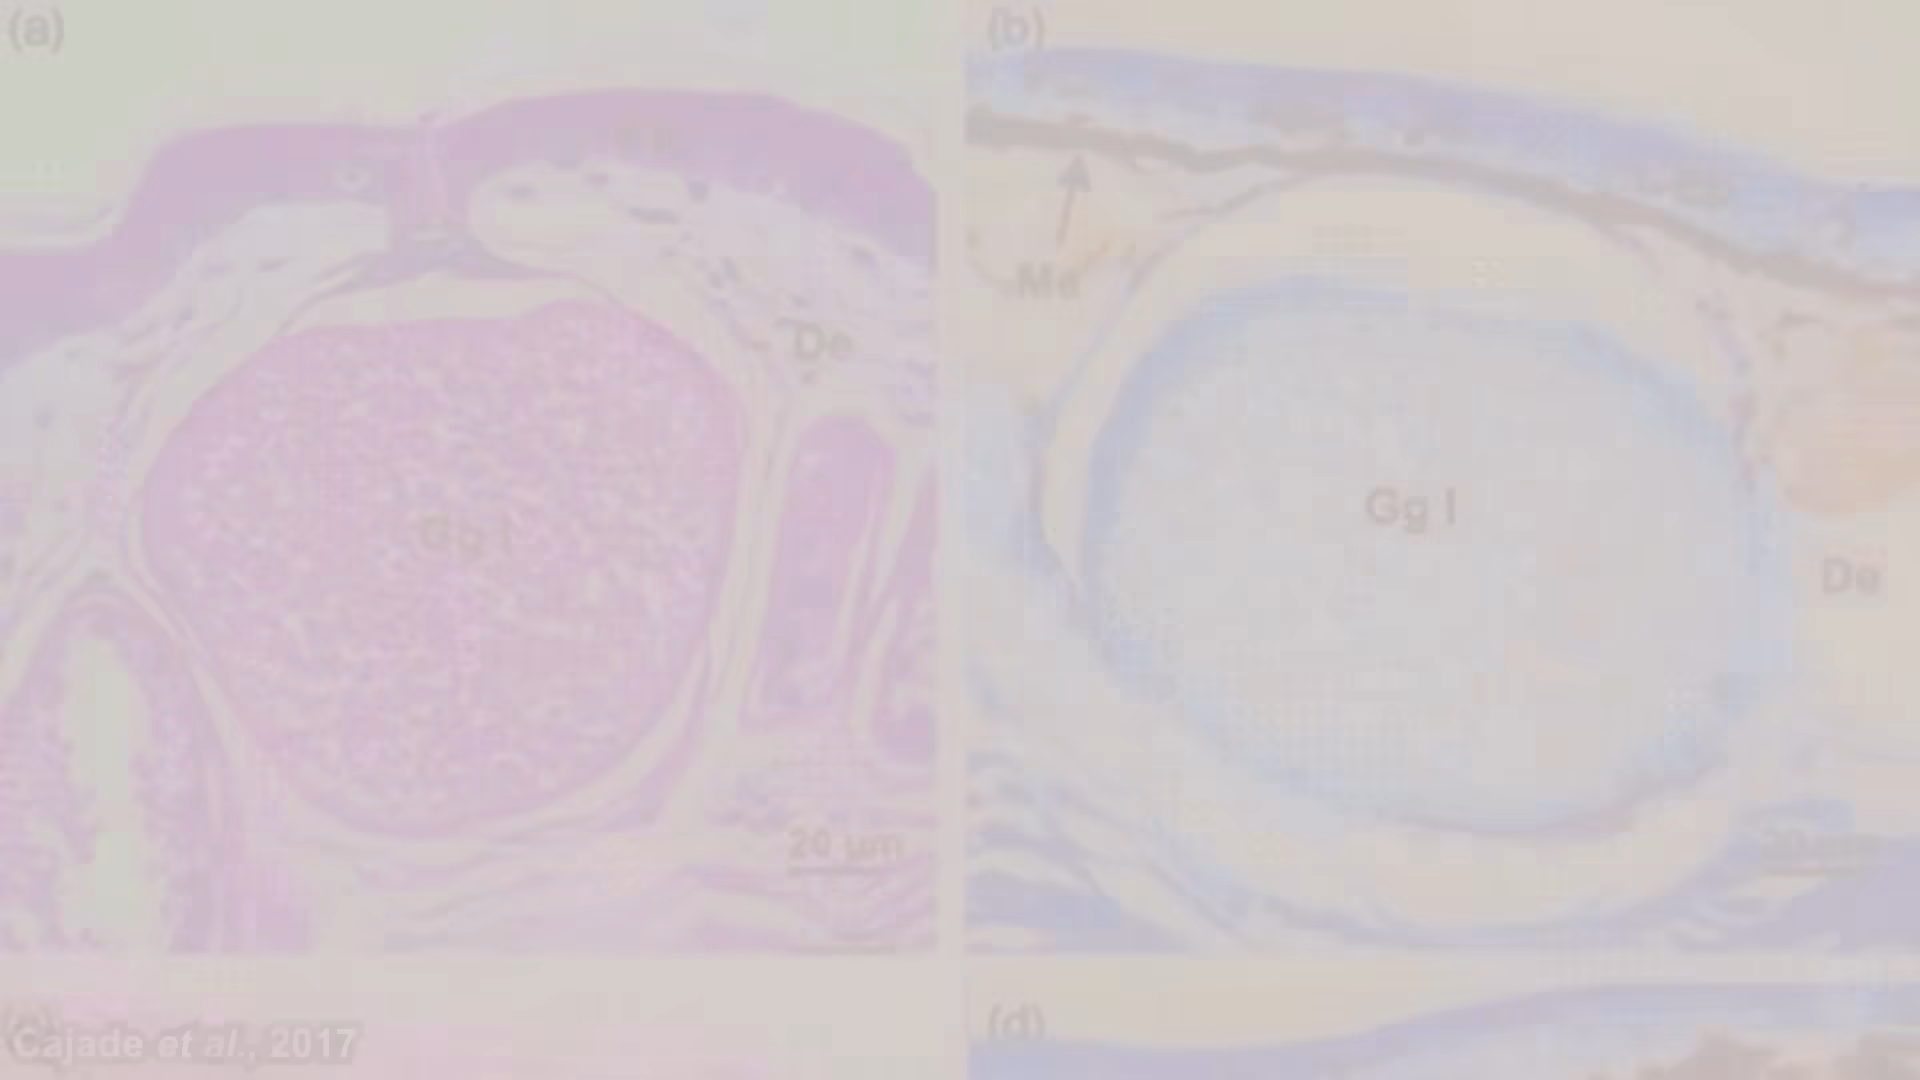 (a)
(b)
Me
De
Gg I
Gg I
De
20 µm
(d)
Cajade et al., 2017